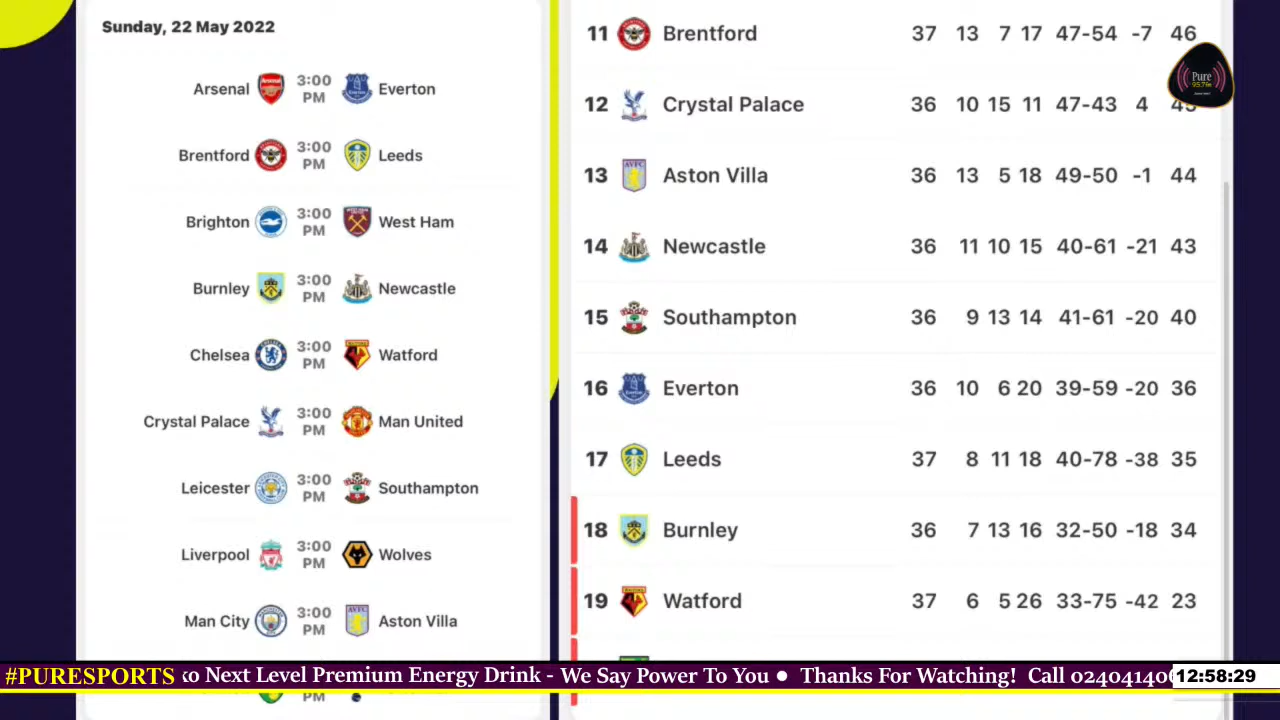 Sunday, 22 May 2022
Arsenal 3:00 PM Everton
Brentford 3:00 PM Leeds
Brighton 3:00 PM West Ham
Burnley 3:00 PM Newcastle
Chelsea 3:00 PM Watford
Crystal Palace 3:00 PM Man United
Leicester 3:00 PM Southampton
Liverpool 3:00 PM Wolves
Man City 3:00 PM Aston Villa
PM
11 Brentford 37 13 7 17 47-54 -7 46
12 Crystal Palace 36 10 15 11 47-43 4 45
13 Aston Villa 36 13 5 18 49-50 -1 44
14 Newcastle 36 11 10 15 40-61 -21 43
15 Southampton 36 9 13 14 41-61 -20 40
16 Everton 36 10 6 20 39-59 -20 36
17 Leeds 37 8 11 18 40-78 -38 35
18 Burnley 36 7 13 16 32-50 -18 34
19 Watford 37 6 5 26 33-75 -42 23
Pure
95.7fm
#PURESPORTS Next Level Premium Energy Drink - We Say Power To You ● Thanks For Watching! Call 024041406 12:58:29